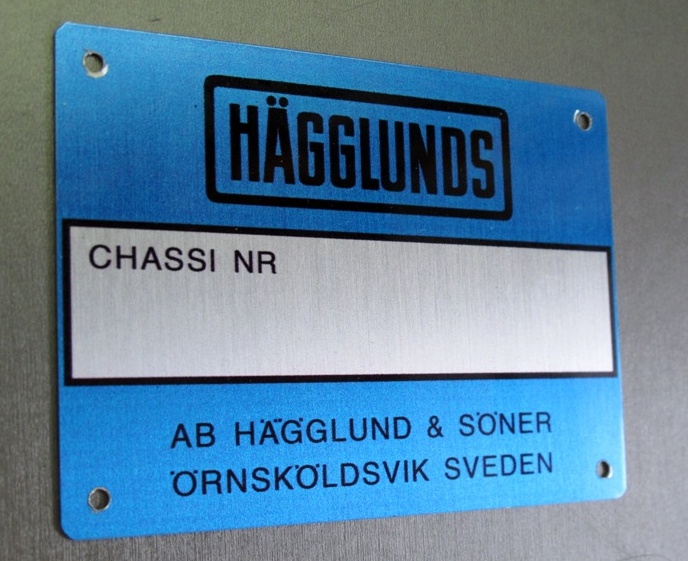 HÄGGLUNDS
CHASSI NR
AB HÄGGLUND & SÖNER
ÖRNSKÖLDSVIK SVEDEN